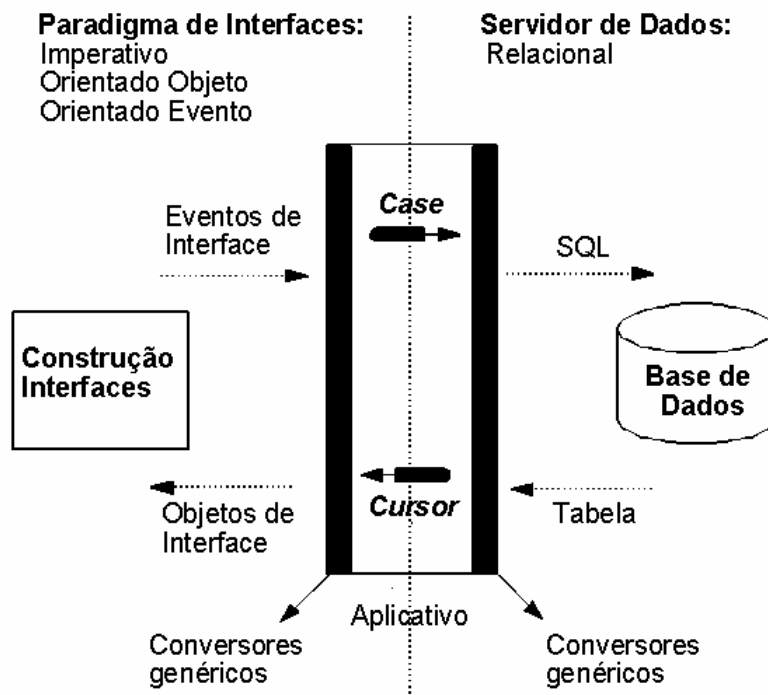 Paradigma de Interfaces:
Imperativo
Orientado Objeto
Orientado Evento
Servidor de Dados:
Relacional
Eventos de
Interface
Case
SQL
Construção
Interfaces
Base de
Dados
Objetos de
Interface
Cursor
Tabela
Aplicativo
Conversores
genéricos
Conversores
genéricos